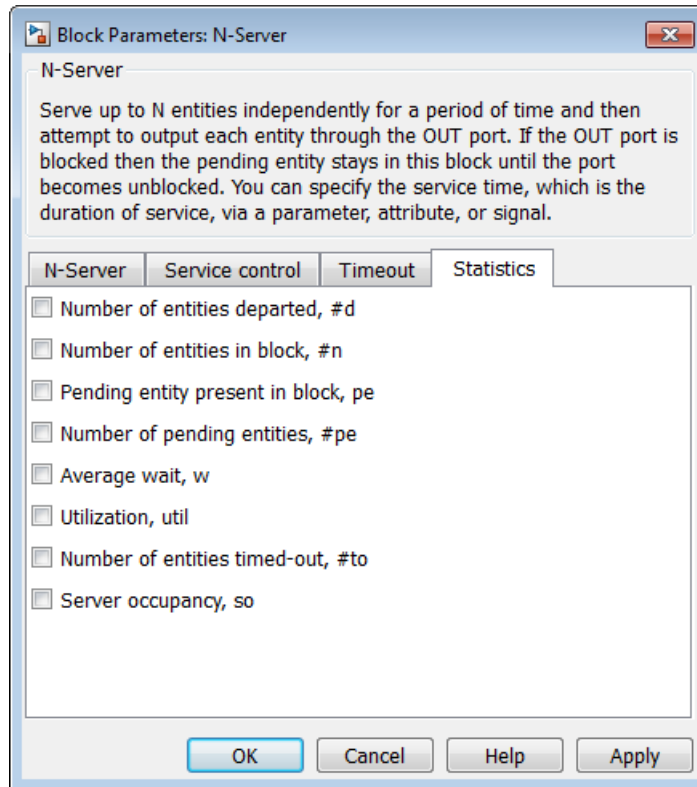 Block Parameters: N-Server
N-Server
Serve up to N entities independently for a period of time and then
attempt to output each entity through the OUT port. If the OUT port is
blocked then the pending entity stays in this block until the port
becomes unblocked. You can specify the service time, which is the
duration of service, via a parameter, attribute, or signal.
N-Server Service control Timeout Statistics
Number of entities departed, #d
Number of entities in block, #n
Pending entity present in block, pe
Number of pending entities, #pe
Average wait, w
Utilization, util
Number of entities timed-out, #to
Server occupancy, so
OK Cancel Help Apply